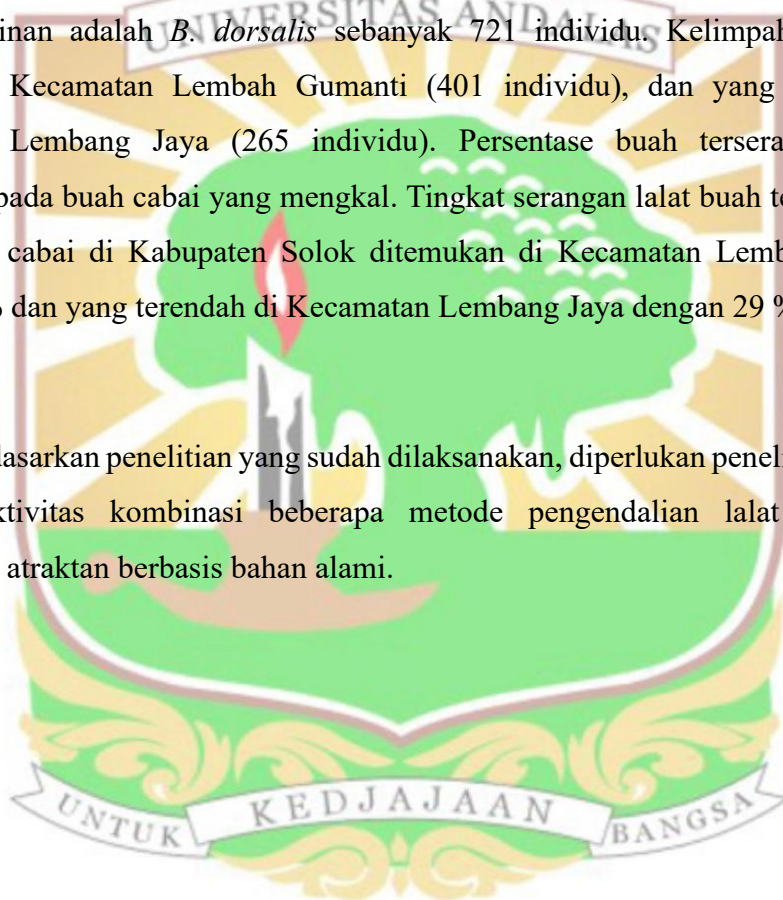 UNIVERSITAS ANDALAS
inan adalah B. dorsalis sebanyak 721 individu. Kelimpah
Kecamatan Lembah Gumanti (401 individu), dan yang
Lembang Jaya (265 individu). Persentase buah tersera
pada buah cabai yang mengkal. Tingkat serangan lalat buah te
cabai di Kabupaten Solok ditemukan di Kecamatan Lemb
dan yang terendah di Kecamatan Lembang Jaya dengan 29 %
dasarkan penelitian yang sudah dilaksanakan, diperlukan peneli
ktivitas kombinasi beberapa metode pengendalian lalat
atraktan berbasis bahan alami.
UNTUK KEDJAJAAN BANGSA